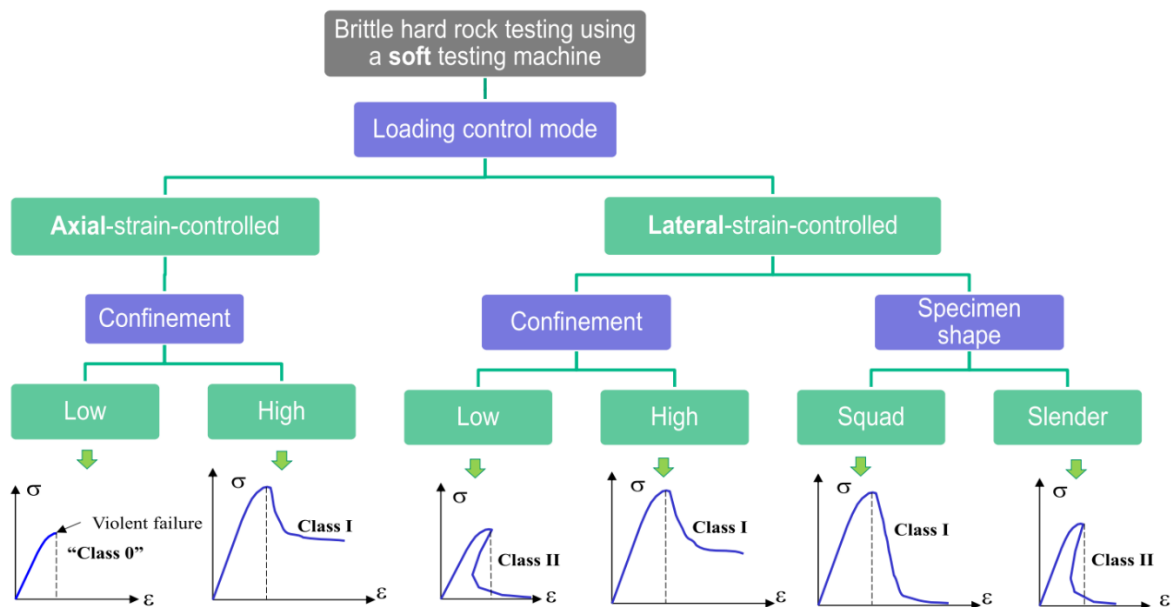 Brittle hard rock testing using
a soft testing machine
Loading control mode
Axial-strain-controlled
Lateral-strain-controlled
Confinement
Confinement
Specimen
shape
Low
High
Low
High
Squad
Slender
σ
Violent failure
“Class 0”
ε
σ
Class I
ε
σ
Class II
ε
σ
Class I
ε
σ
Class I
ε
σ
Class II
ε